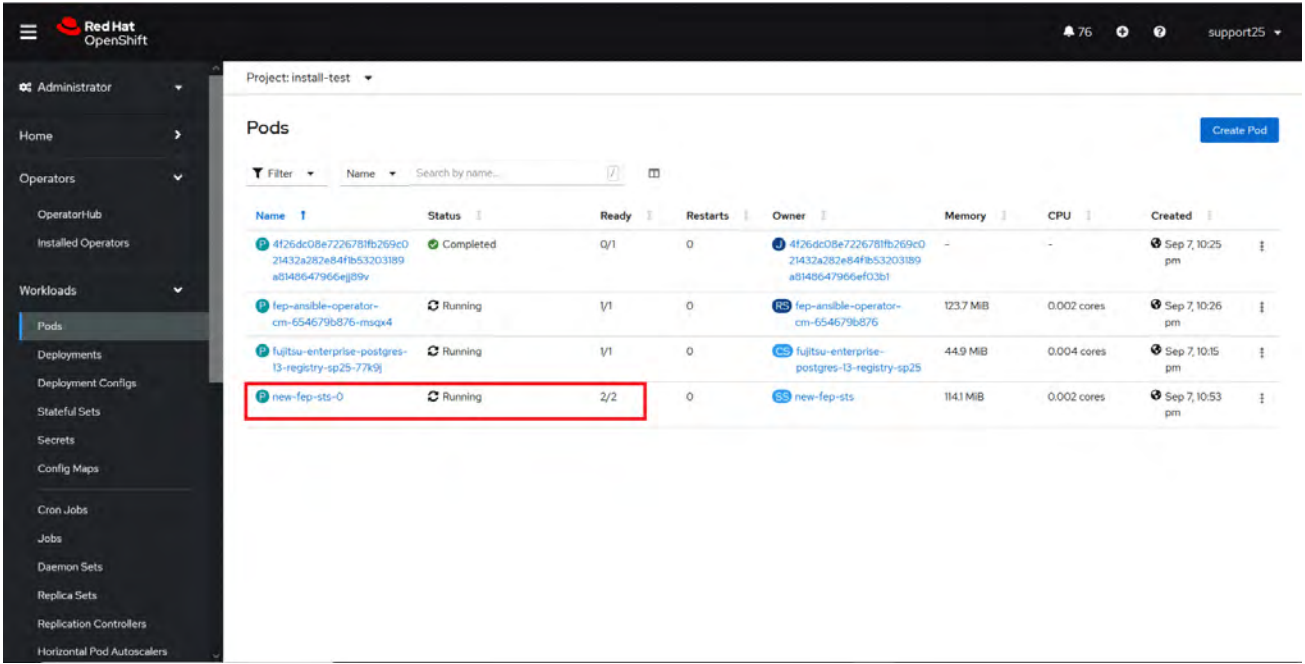 Red Hat
OpenShift
76
support25
Administrator
Project: install-test
Home
Pods
Create Pod
Operators
Filter
Name
Search by name...
/
OperatorHub
Name
Status
Ready
Restarts
Owner
Memory
CPU
Created
Installed Operators
P 4f26dc08e7226781fb269c0
Completed
0/1
0
J 4f26dc08e7226781fb269c0
-
-
Sep 7, 10:25
21432a282e84f1b53203189
21432a282e84f1b53203189
pm
a8148647966ejj89v
a8148647966ef03b1
Workloads
P fep-ansible-operator-
Running
1/1
0
RS fep-ansible-operator-
123.7 MiB
0.002 cores
Sep 7, 10:26
cm-654679b876-msqx4
cm-654679b876
pm
Pods
P fujitsu-enterprise-postgres-
Running
1/1
0
CS fujitsu-enterprise-
44.9 MiB
0.004 cores
Sep 7, 10:15
13-registry-sp25-77k9j
postgres-13-registry-sp25
pm
Deployments
Deployment Configs
P new-fep-sts-0
Running
2/2
0
SS new-fep-sts
114.1 MiB
0.002 cores
Sep 7, 10:53
pm
Stateful Sets
Secrets
Config Maps
Cron Jobs
Jobs
Daemon Sets
Replica Sets
Replication Controllers
Horizontal Pod Autoscalers